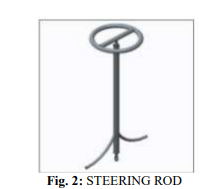 Fig. 2: STEERING ROD